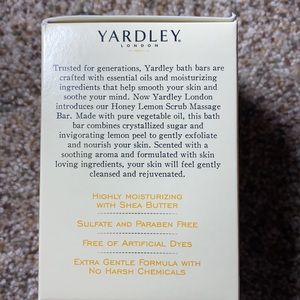 YARDLEY
LONDON
Trusted for generations, Yardley bath bars are
crafted with essential oils and moisturizing
ingredients that help smooth your skin and
soothe your mind. Now Yardley London
introduces our Honey Lemon Scrub Massage
Bar. Made with pure vegetable oil, this bath
bar combines crystallized sugar and
invigorating lemon peel to gently exfoliate
and nourish your skin. Scented with a
soothing aroma and formulated with skin
loving ingredients, your skin will feel gently
cleansed and rejuvenated.
Highly moisturizing
with Shea Butter
Sulfate and Paraben Free
Free of Artificial Dyes
Extra Gentle Formula with
No Harsh Chemicals